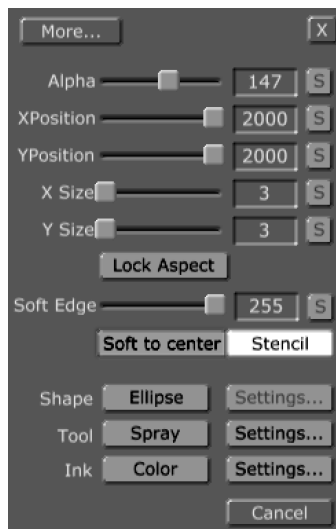 More... X
Alpha 147 S
XPosition 2000 S
YPosition 2000 S
X Size 3 S
Y Size 3 S
Lock Aspect
Soft Edge 255 S
Soft to center Stencil
Shape Ellipse Settings...
Tool Spray Settings...
Ink Color Settings...
Cancel